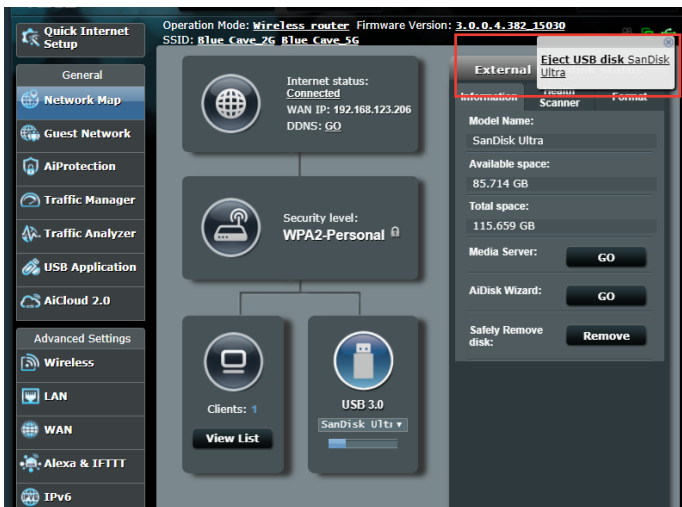 Quick Internet
Setup
Operation Mode: Wireless router Firmware Version: 3.0.0.4.382_15030
SSID: Blue Cave_2G Blue Cave_5G
Eject USB disk SanDisk
Ultra
General
Network Map
Guest Network
AiProtection
Traffic Manager
Traffic Analyzer
USB Application
AiCloud 2.0
Advanced Settings
Wireless
LAN
WAN
Alexa & IFTTT
IPv6
Internet status:
Connected
WAN IP: 192.168.123.206
DDNS: GO
Security level:
WPA2-Personal
Clients: 1
View List
USB 3.0
SanDisk Ult
External
Information
Health
Scanner
Format
Model Name:
SanDisk Ultra
Available space:
85.714 GB
Total space:
115.659 GB
Media Server:
GO
AiDisk Wizard:
GO
Safely Remove
disk:
Remove